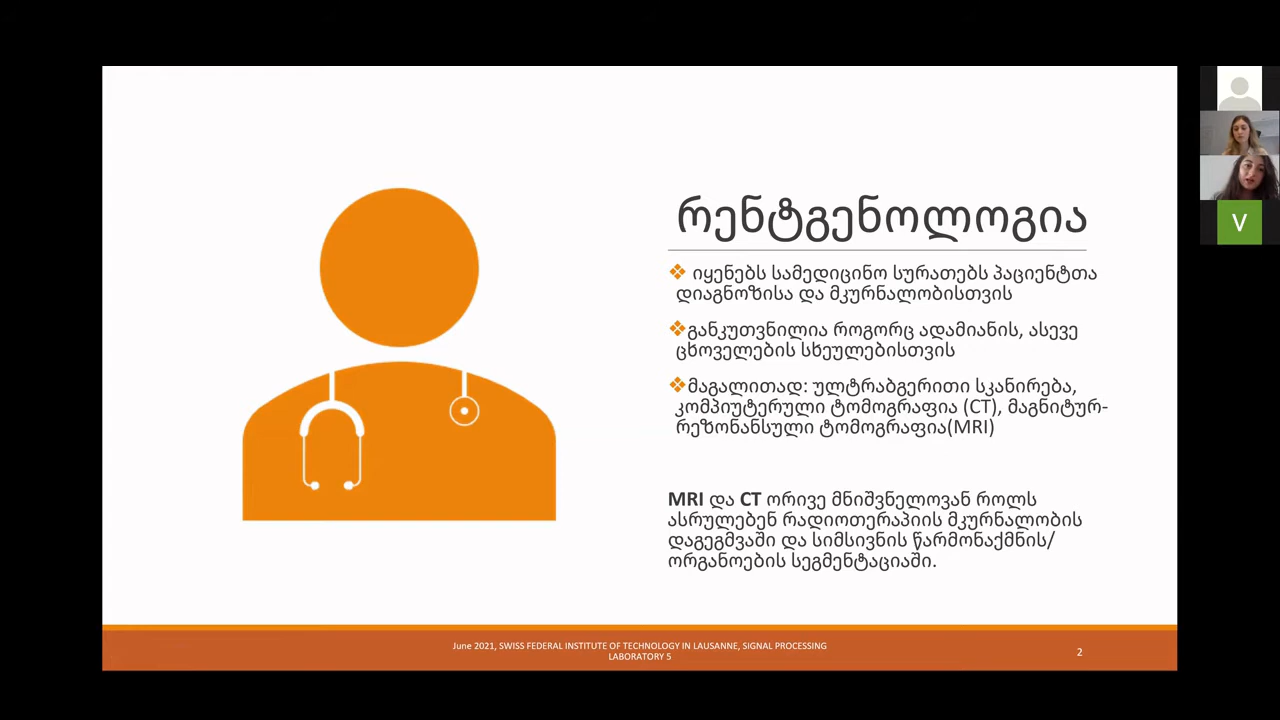 რენტგენოლოგია
❖ იყენებს სამედიცინო სურათებს პაციენტთა
დიაგნოზისა და მკურნალობისთვის
❖განკუთვნილია როგორც ადამიანის, ასევე
ცხოველების სხეულებისთვის
❖მაგალითად: ულტრაბგერითი სკანირება,
კომპიუტერული ტომოგრაფია (CT), მაგნიტურ-
რეზონანსული ტომოგრაფია(MRI)
MRI და CT ორივე მნიშვნელოვან როლს
ასრულებენ რადიოთერაპიის მკურნალობის
დაგეგმვაში და სიმსივნის წარმონაქმნის/
ორგანოების სეგმენტაციაში.
June 2021, SWISS FEDERAL INSTITUTE OF TECHNOLOGY IN LAUSANNE, SIGNAL PROCESSING
LABORATORY 5
2
V